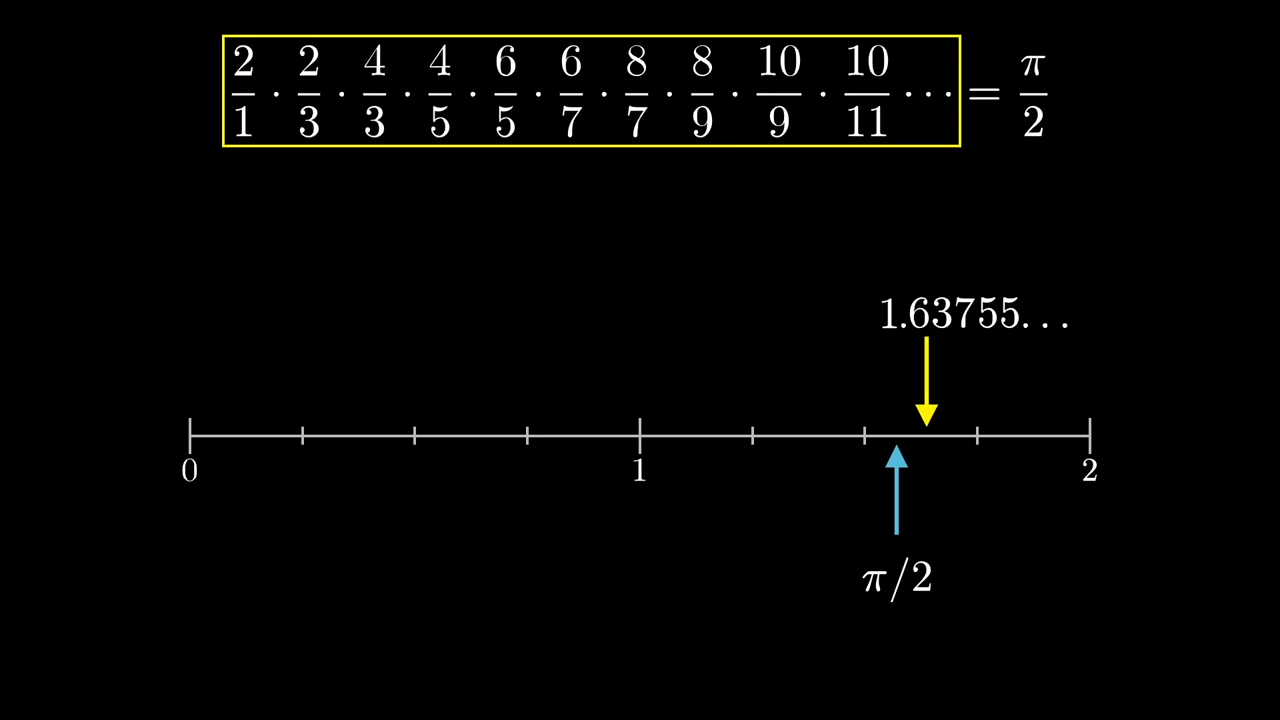 2/1 · 2/3 · 4/3 · 4/5 · 6/5 · 6/7 · 8/7 · 8/9 · 10/9 · 10/11 ··· = π/2
1.63755...
0 1 2
π/2